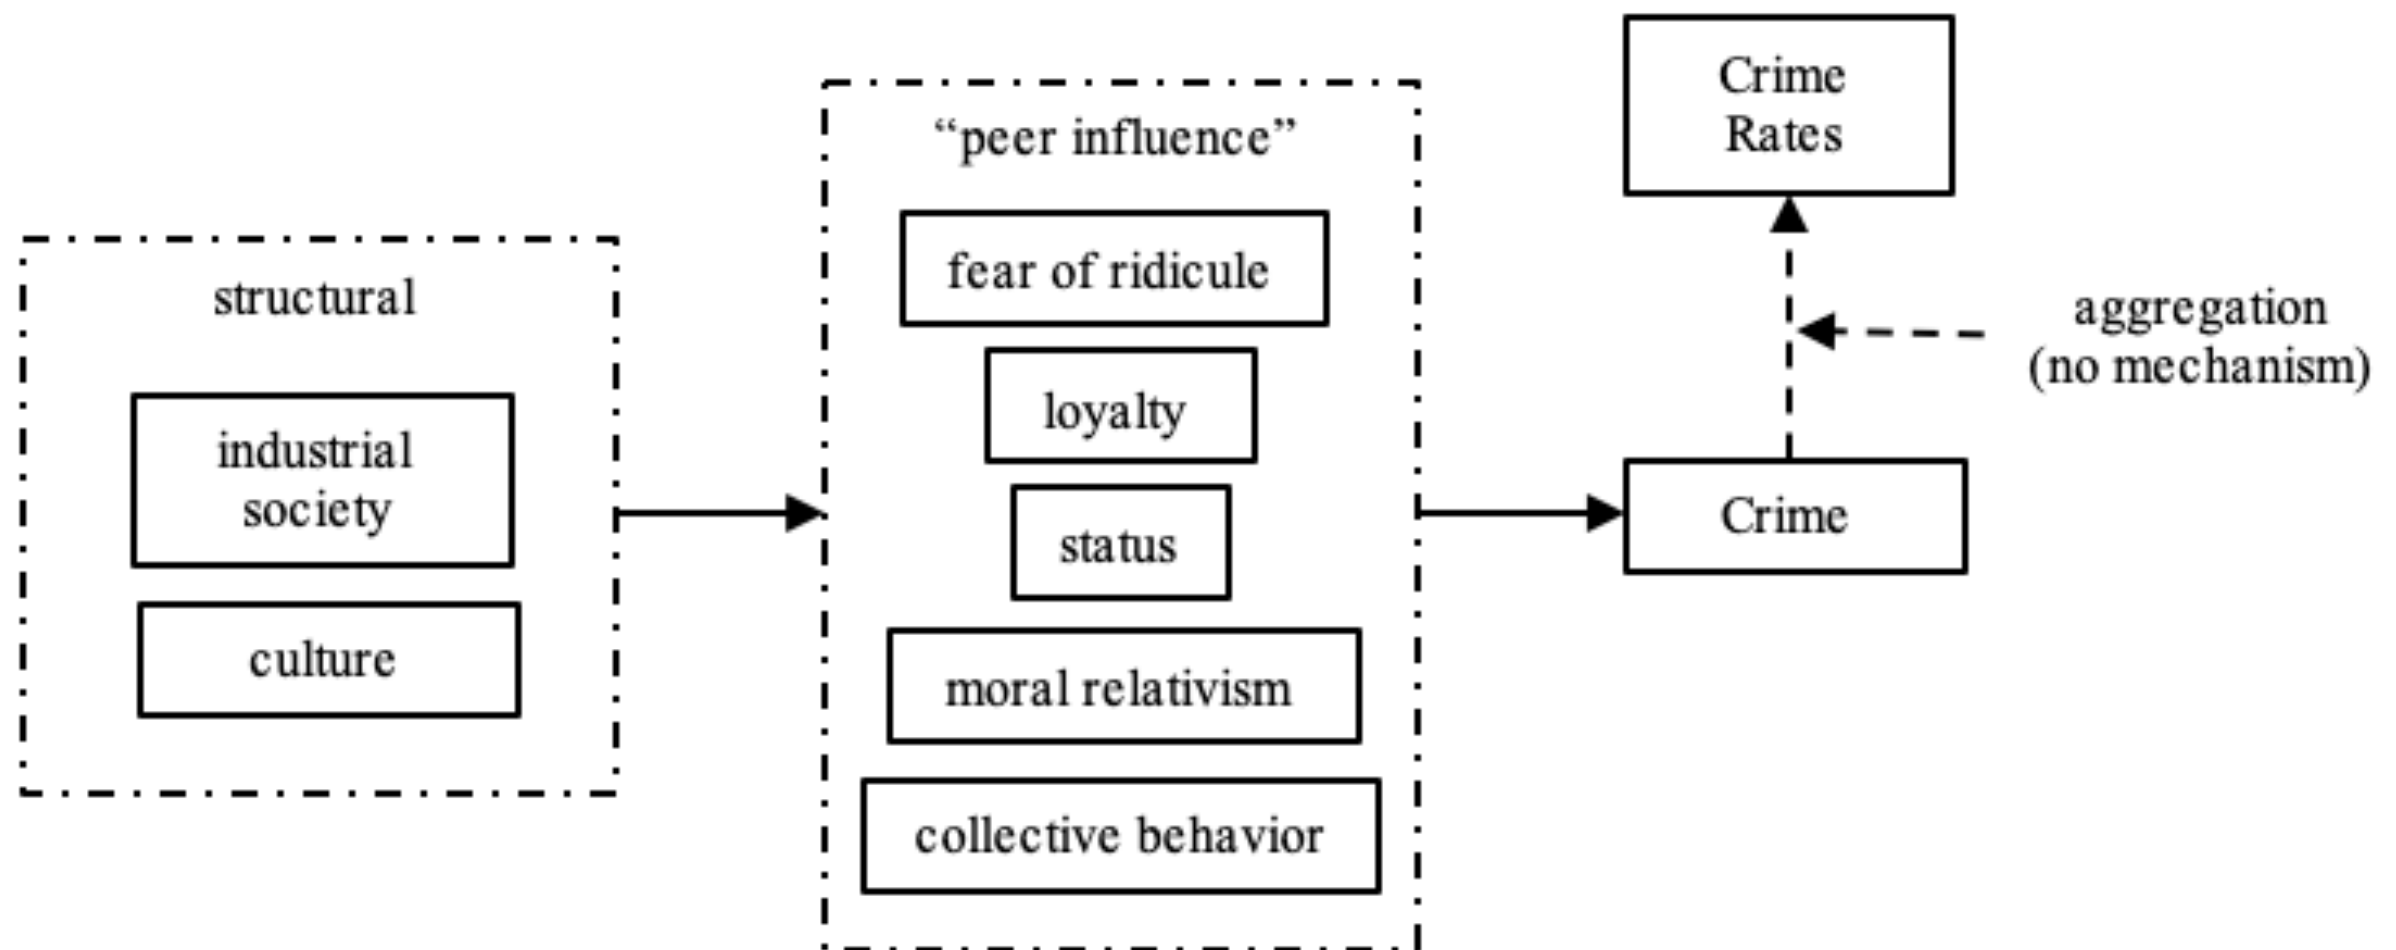 structural
industrial
society
culture
“peer influence”
fear of ridicule
loyalty
status
moral relativism
collective behavior
Crime
Rates
aggregation
(no mechanism)
Crime